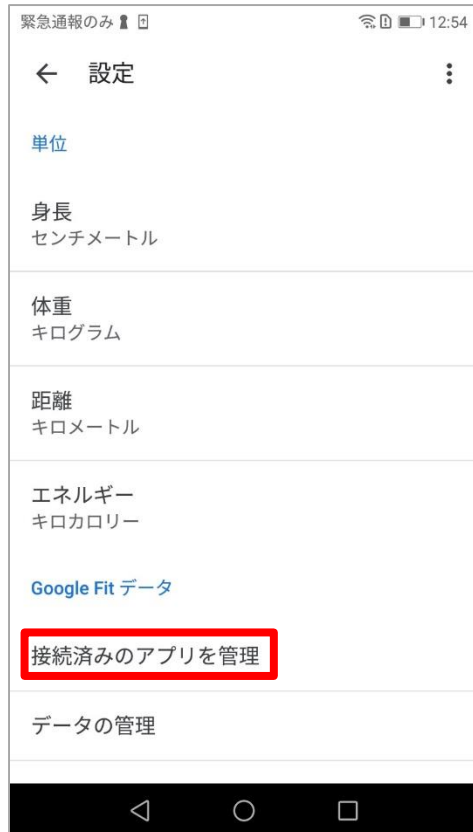 緊急通報のみ 12:54
設定
単位
身長
センチメートル
体重
キログラム
距離
キロメートル
エネルギー
キロカロリー
Google Fit データ
接続済みのアプリを管理
データの管理